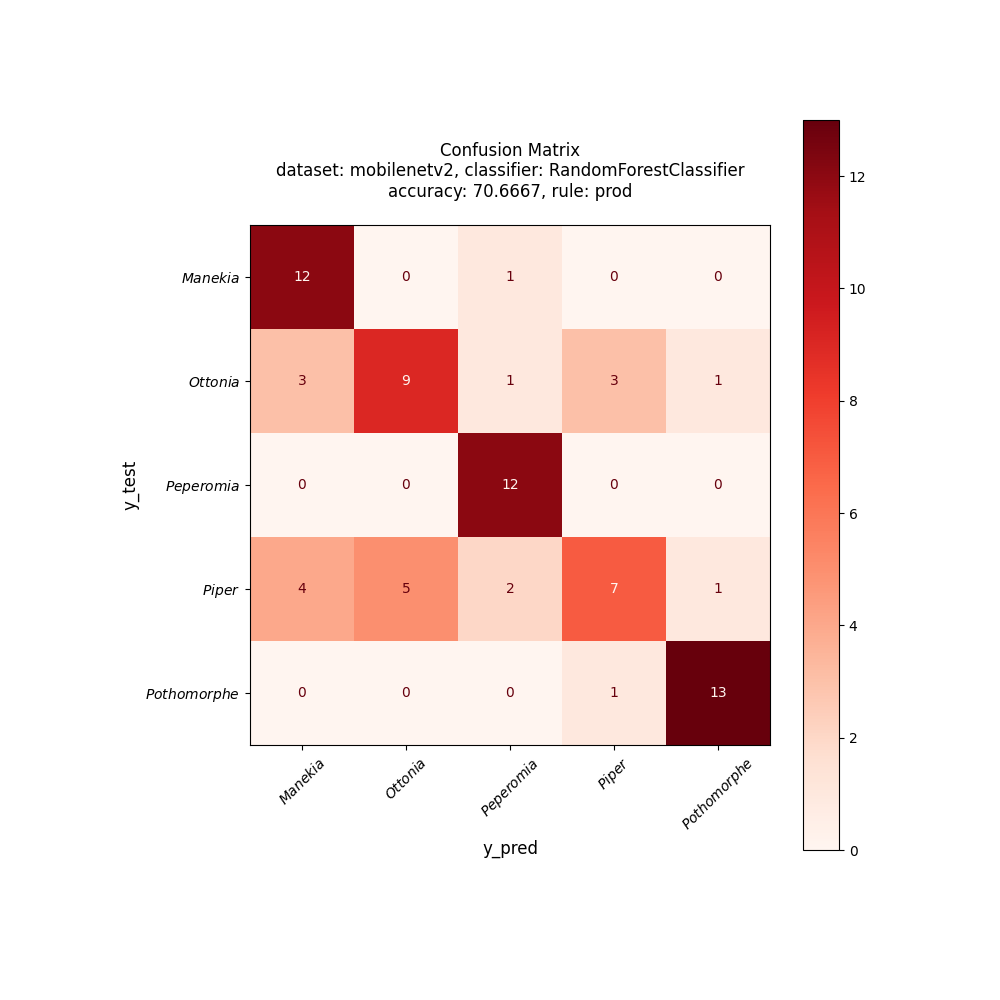 Confusion Matrix
dataset: mobilenetv2, classifier: RandomForestClassifier
accuracy: 70.6667, rule: prod
Manekia 12 0 1 0 0
Ottonia 3 9 1 3 1
Peperomia 0 0 12 0 0
Piper 4 5 2 7 1
Pothomorphe 0 0 0 1 13
y_test
Manekia Ottonia Peperomia Piper Pothomorphe
y_pred
12
10
8
6
4
2
0